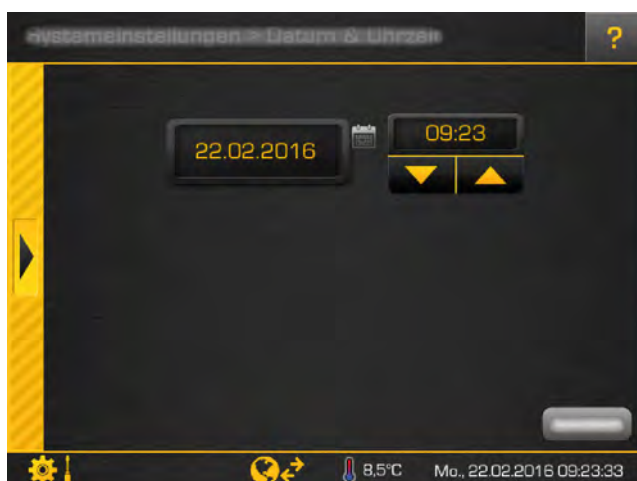 Systemeinstellungen > Datum & Uhrzeit
?
22.02.2016
09:23
8,5°C
Mo., 22.02.2016 09:23:33